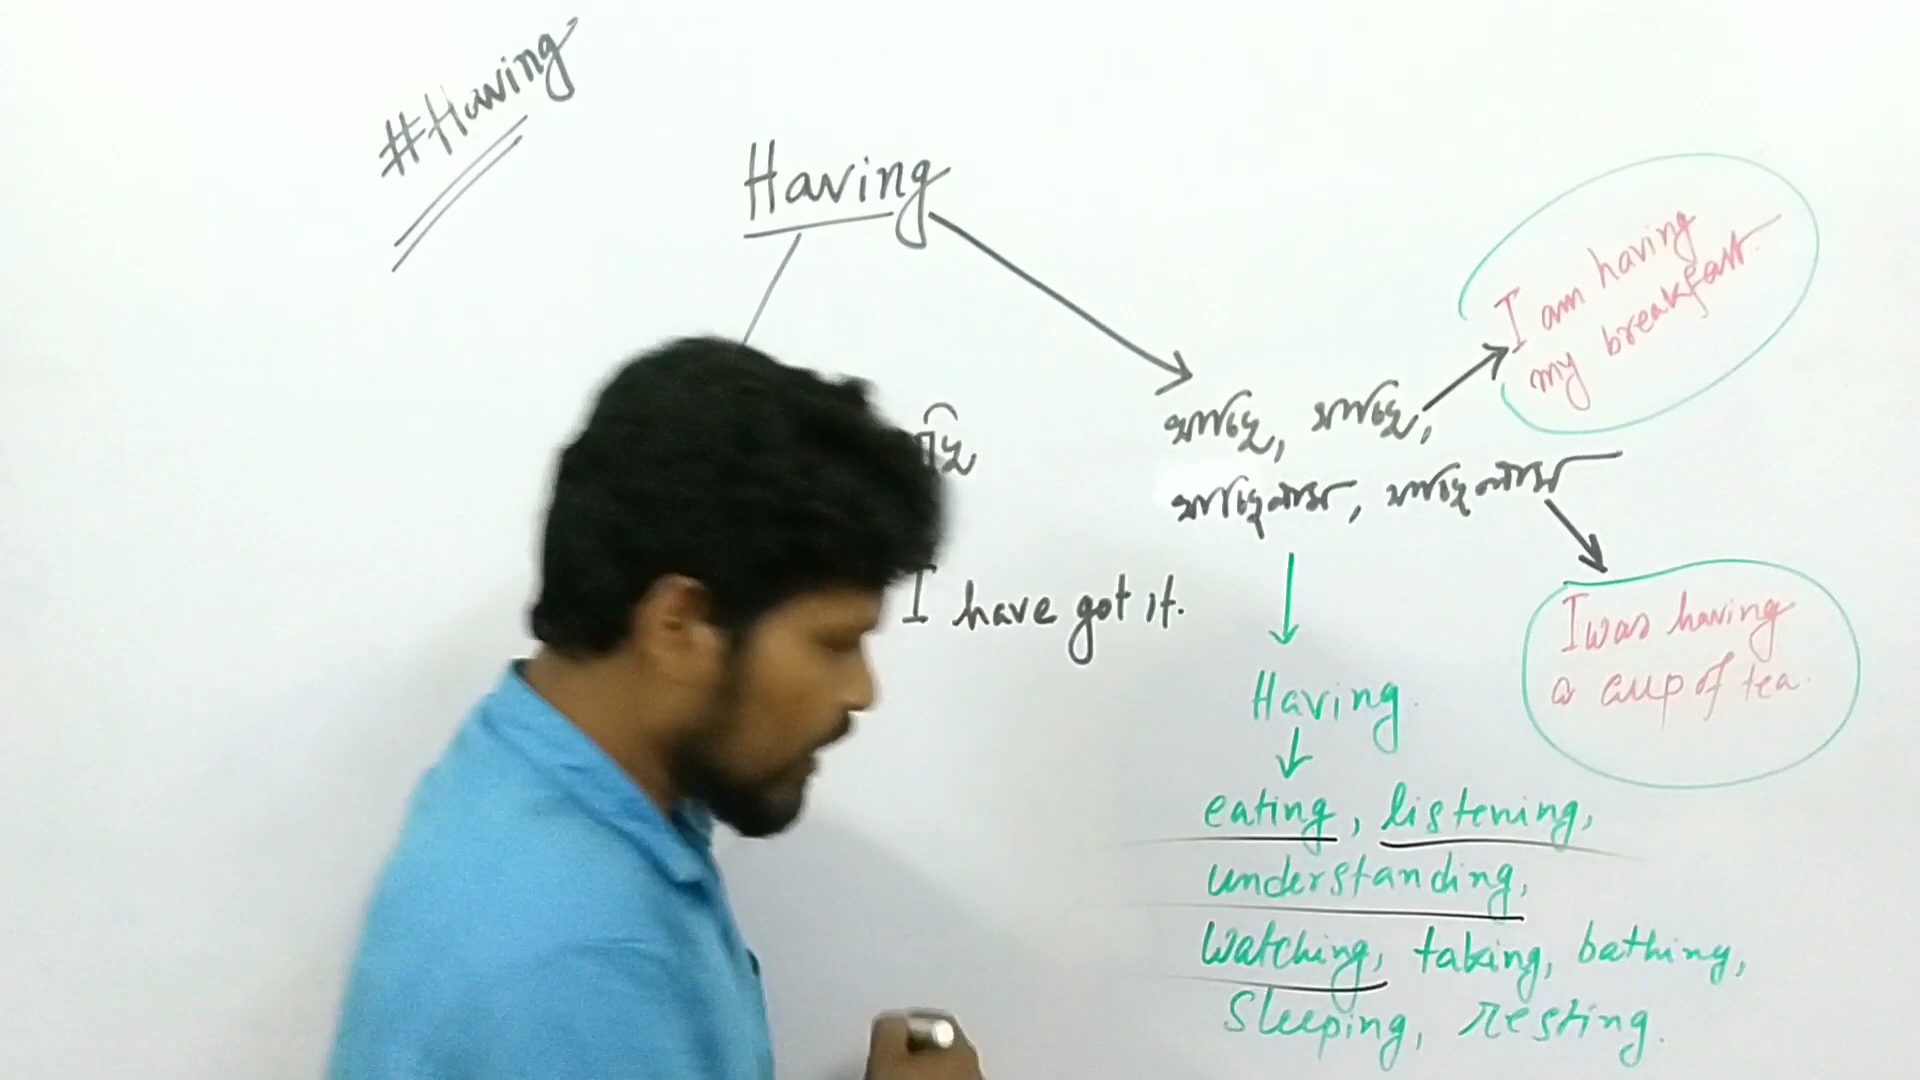 #Having
Having
I am having
my breakfast.
খাচ্ছি, যাচ্ছি,
I have got it.
Having.
I was having
a cup of tea.
eating, listening,
understanding,
Watching, taking, bathing,
Sleeping, resting.